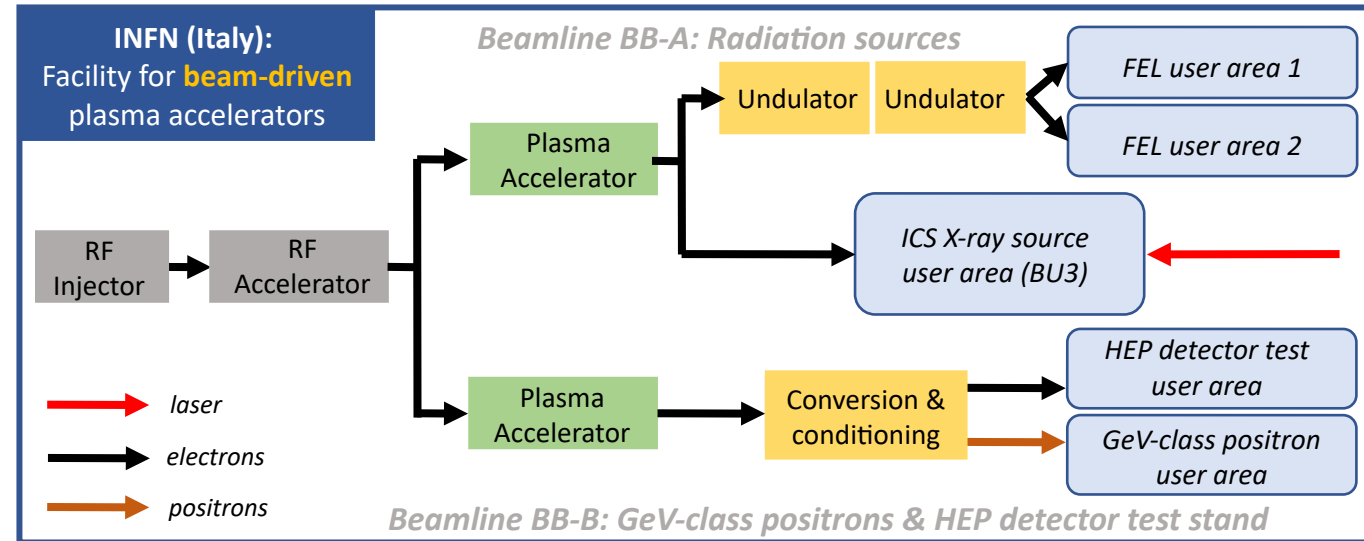 INFN (Italy):
Facility for beam-driven
plasma accelerators
Beamline BB-A: Radiation sources
Undulator
Undulator
FEL user area 1
FEL user area 2
Plasma
Accelerator
RF
Injector
RF
Accelerator
ICS X-ray source
user area (BU3)
Plasma
Accelerator
Conversion &
conditioning
HEP detector test
user area
GeV-class positron
user area
laser
electrons
positrons
Beamline BB-B: GeV-class positrons & HEP detector test stand